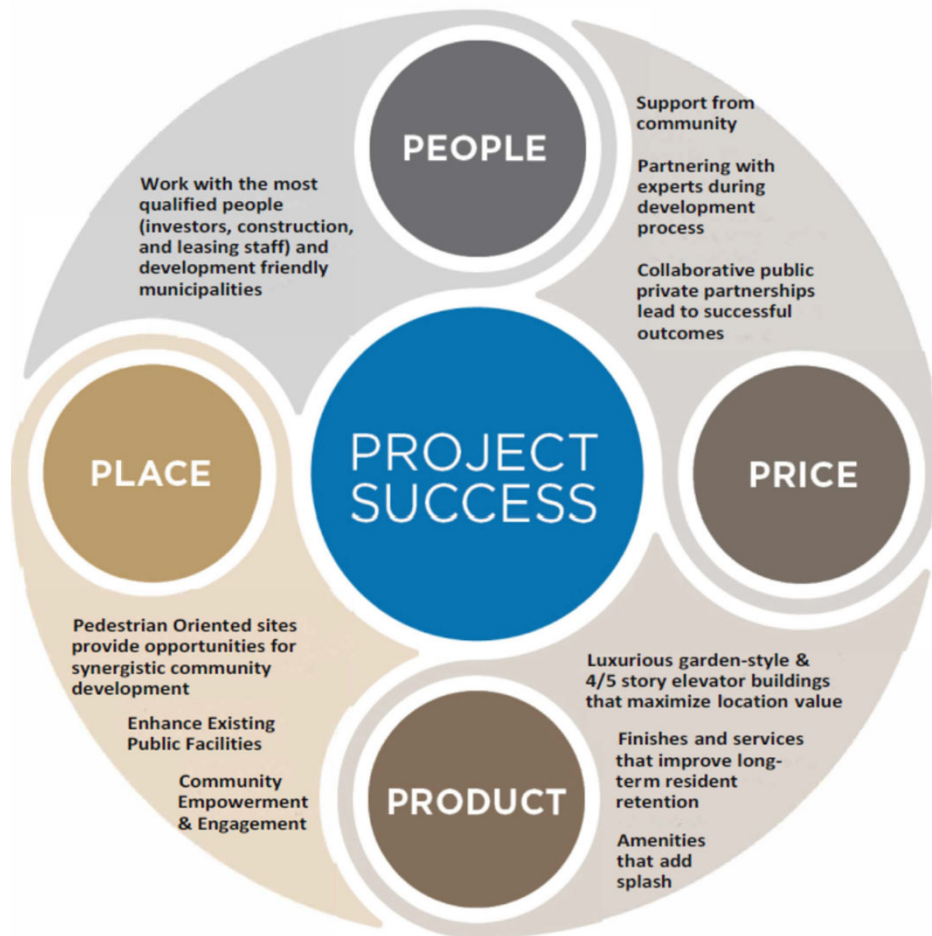 PEOPLE
Work with the most
qualified people
(investors, construction,
and leasing staff) and
development friendly
municipalities
Support from
community
Partnering with
experts during
development
process
Collaborative public
private partnerships
lead to successful
outcomes
PRICE
PROJECT
SUCCESS
PLACE
Pedestrian Oriented sites
provide opportunities for
synergistic community
development
Enhance Existing
Public Facilities
Community
Empowerment
& Engagement
PRODUCT
Luxurious garden-style &
4/5 story elevator buildings
that maximize location value
Finishes and services
that improve long-
term resident
retention
Amenities
that add
splash